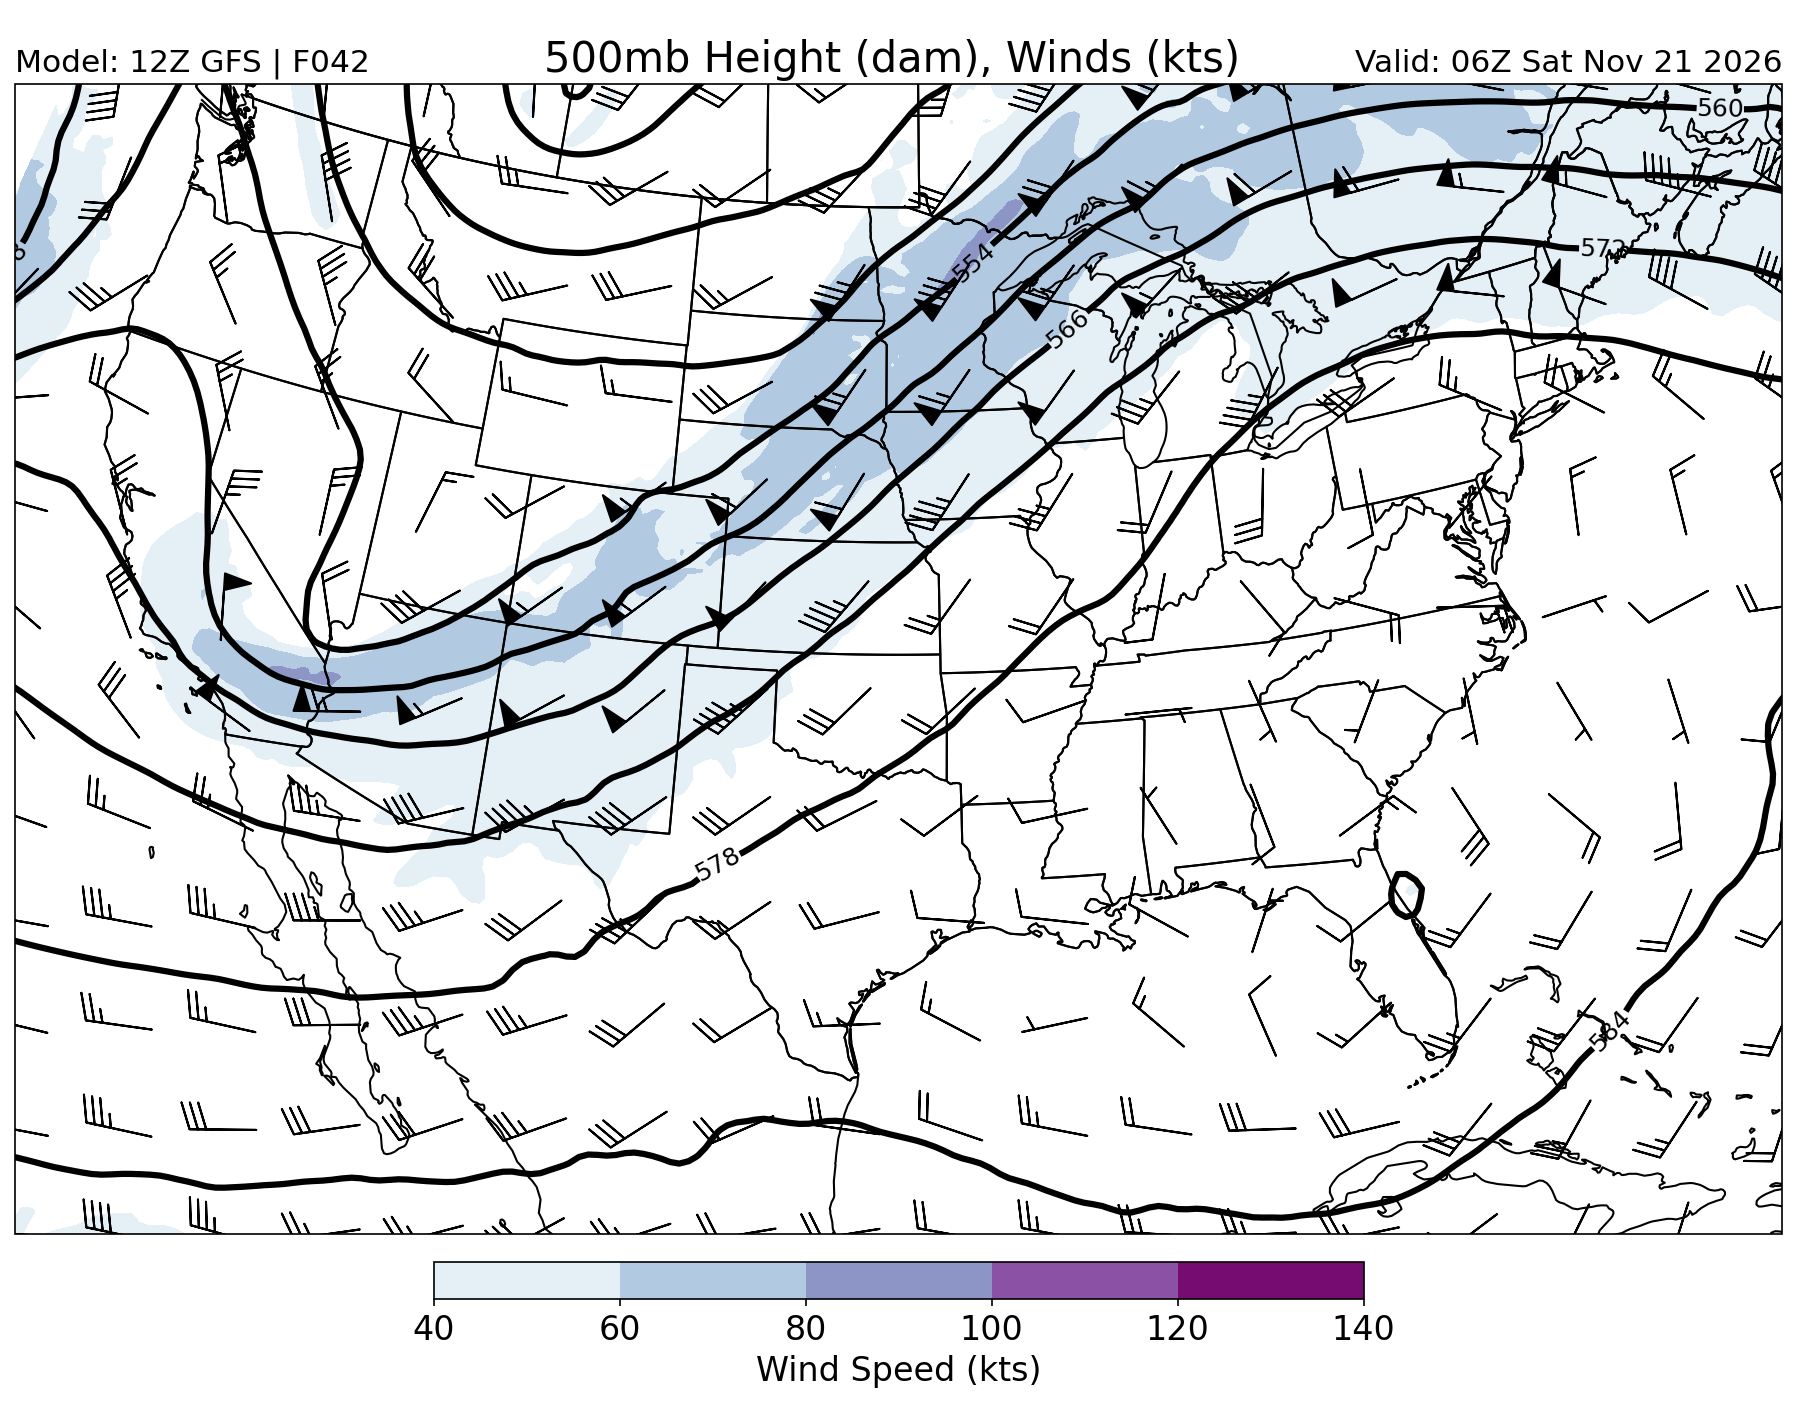 Model: 12Z GFS | F042
500mb Height (dam), Winds (kts)
Valid: 06Z Sat Nov 21 2026
560
572
554
566
578
584
40 60 80 100 120 140
Wind Speed (kts)